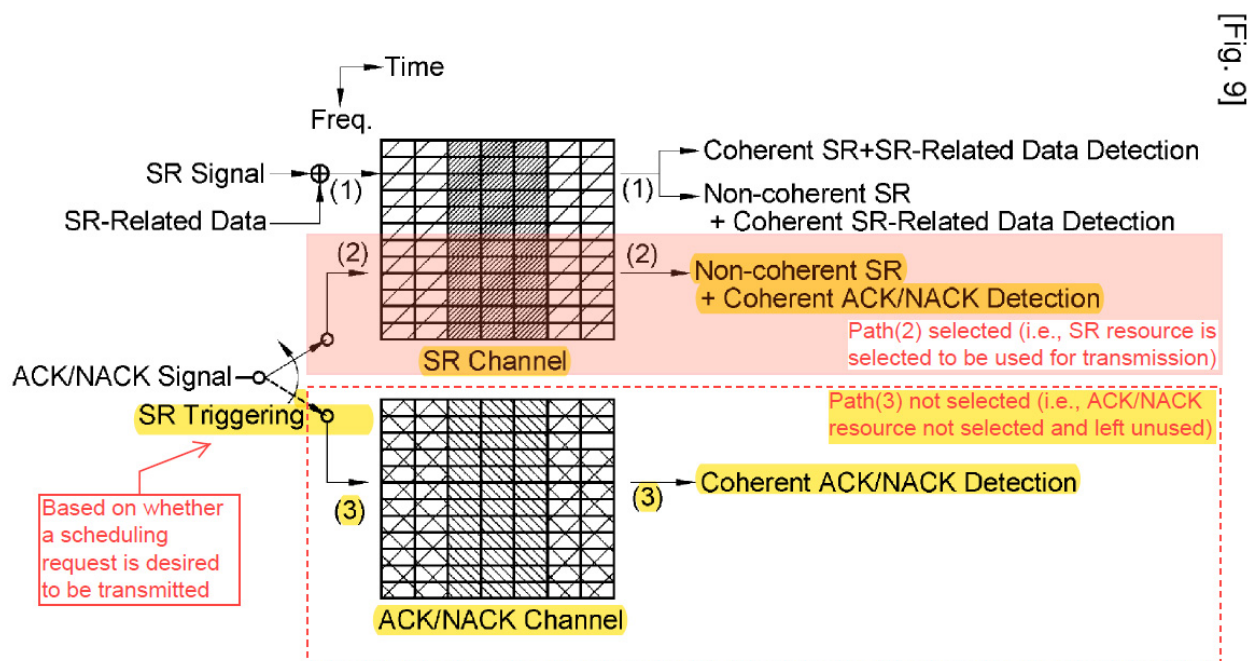 [Fig. 9]
Time
Freq.
SR Signal
(1)
(1)
Coherent SR+SR-Related Data Detection
SR-Related Data
Non-coherent SR
+ Coherent SR-Related Data Detection
(2)
(2)
Non-coherent SR
+ Coherent ACK/NACK Detection
Path(2) selected (i.e., SR resource is
selected to be used for transmission)
SR Channel
ACK/NACK Signal
SR Triggering
Path(3) not selected (i.e., ACK/NACK
resource not selected and left unused)
(3)
(3)
Coherent ACK/NACK Detection
Based on whether
a scheduling
request is desired
to be transmitted
ACK/NACK Channel